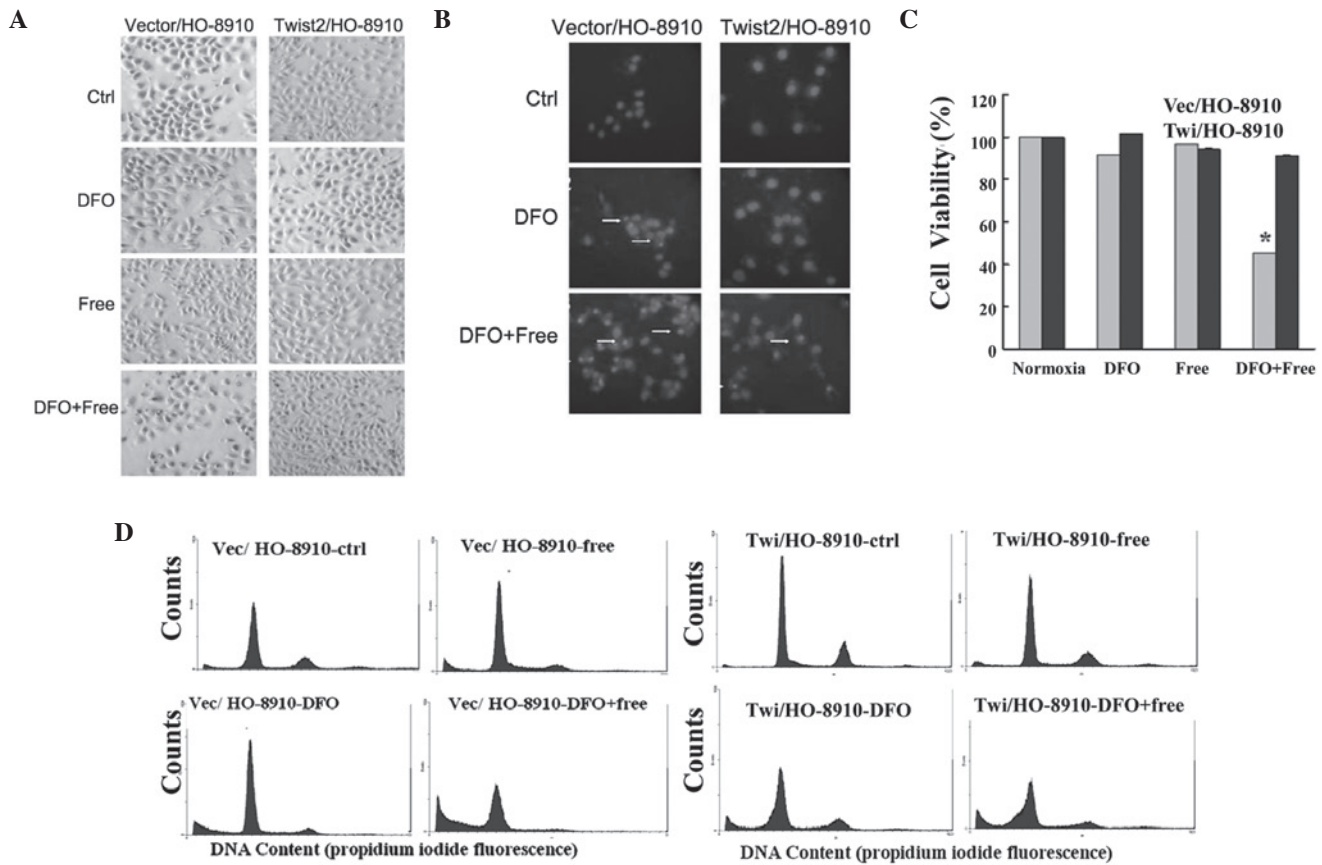 A
Vector/HO-8910 Twist2/HO-8910
Ctrl
DFO
Free
DFO+Free
B
Vector/HO-8910 Twist2/HO-8910
Ctrl
DFO
DFO+Free
C
Cell Viability (%)
120
100
80
60
40
20
0
Vec/HO-8910
Twi/HO-8910
*
Normoxia DFO Free DFO+Free
D
Counts
Vec/ HO-8910-ctrl
Vec/ HO-8910-free
Counts
Twi/HO-8910-ctrl
Twi/HO-8910-free
Counts
Vec/ HO-8910-DFO
Vec/ HO-8910-DFO+free
Counts
Twi/HO-8910-DFO
Twi/HO-8910-DFO+free
DNA Content (propidium iodide fluorescence)
DNA Content (propidium iodide fluorescence)